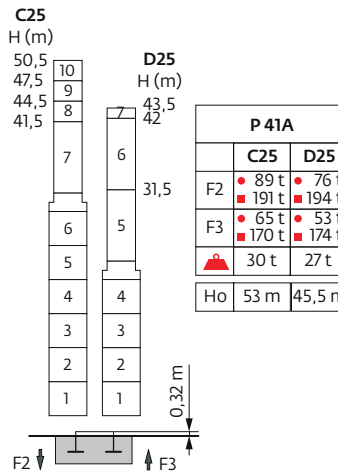 C25
H (m)
50,5
47,5
44,5
41,5
10
9
8
7
6
5
4
3
2
1
D25
H (m)
43,5
42
31,5
7
6
5
4
3
2
1
P 41A
C25 D25
F2 89 t 76 t
191 t 194 t
F3 65 t 53 t
170 t 174 t
30 t 27 t
Ho 53 m 45,5 m
0,32 m
F2 F3